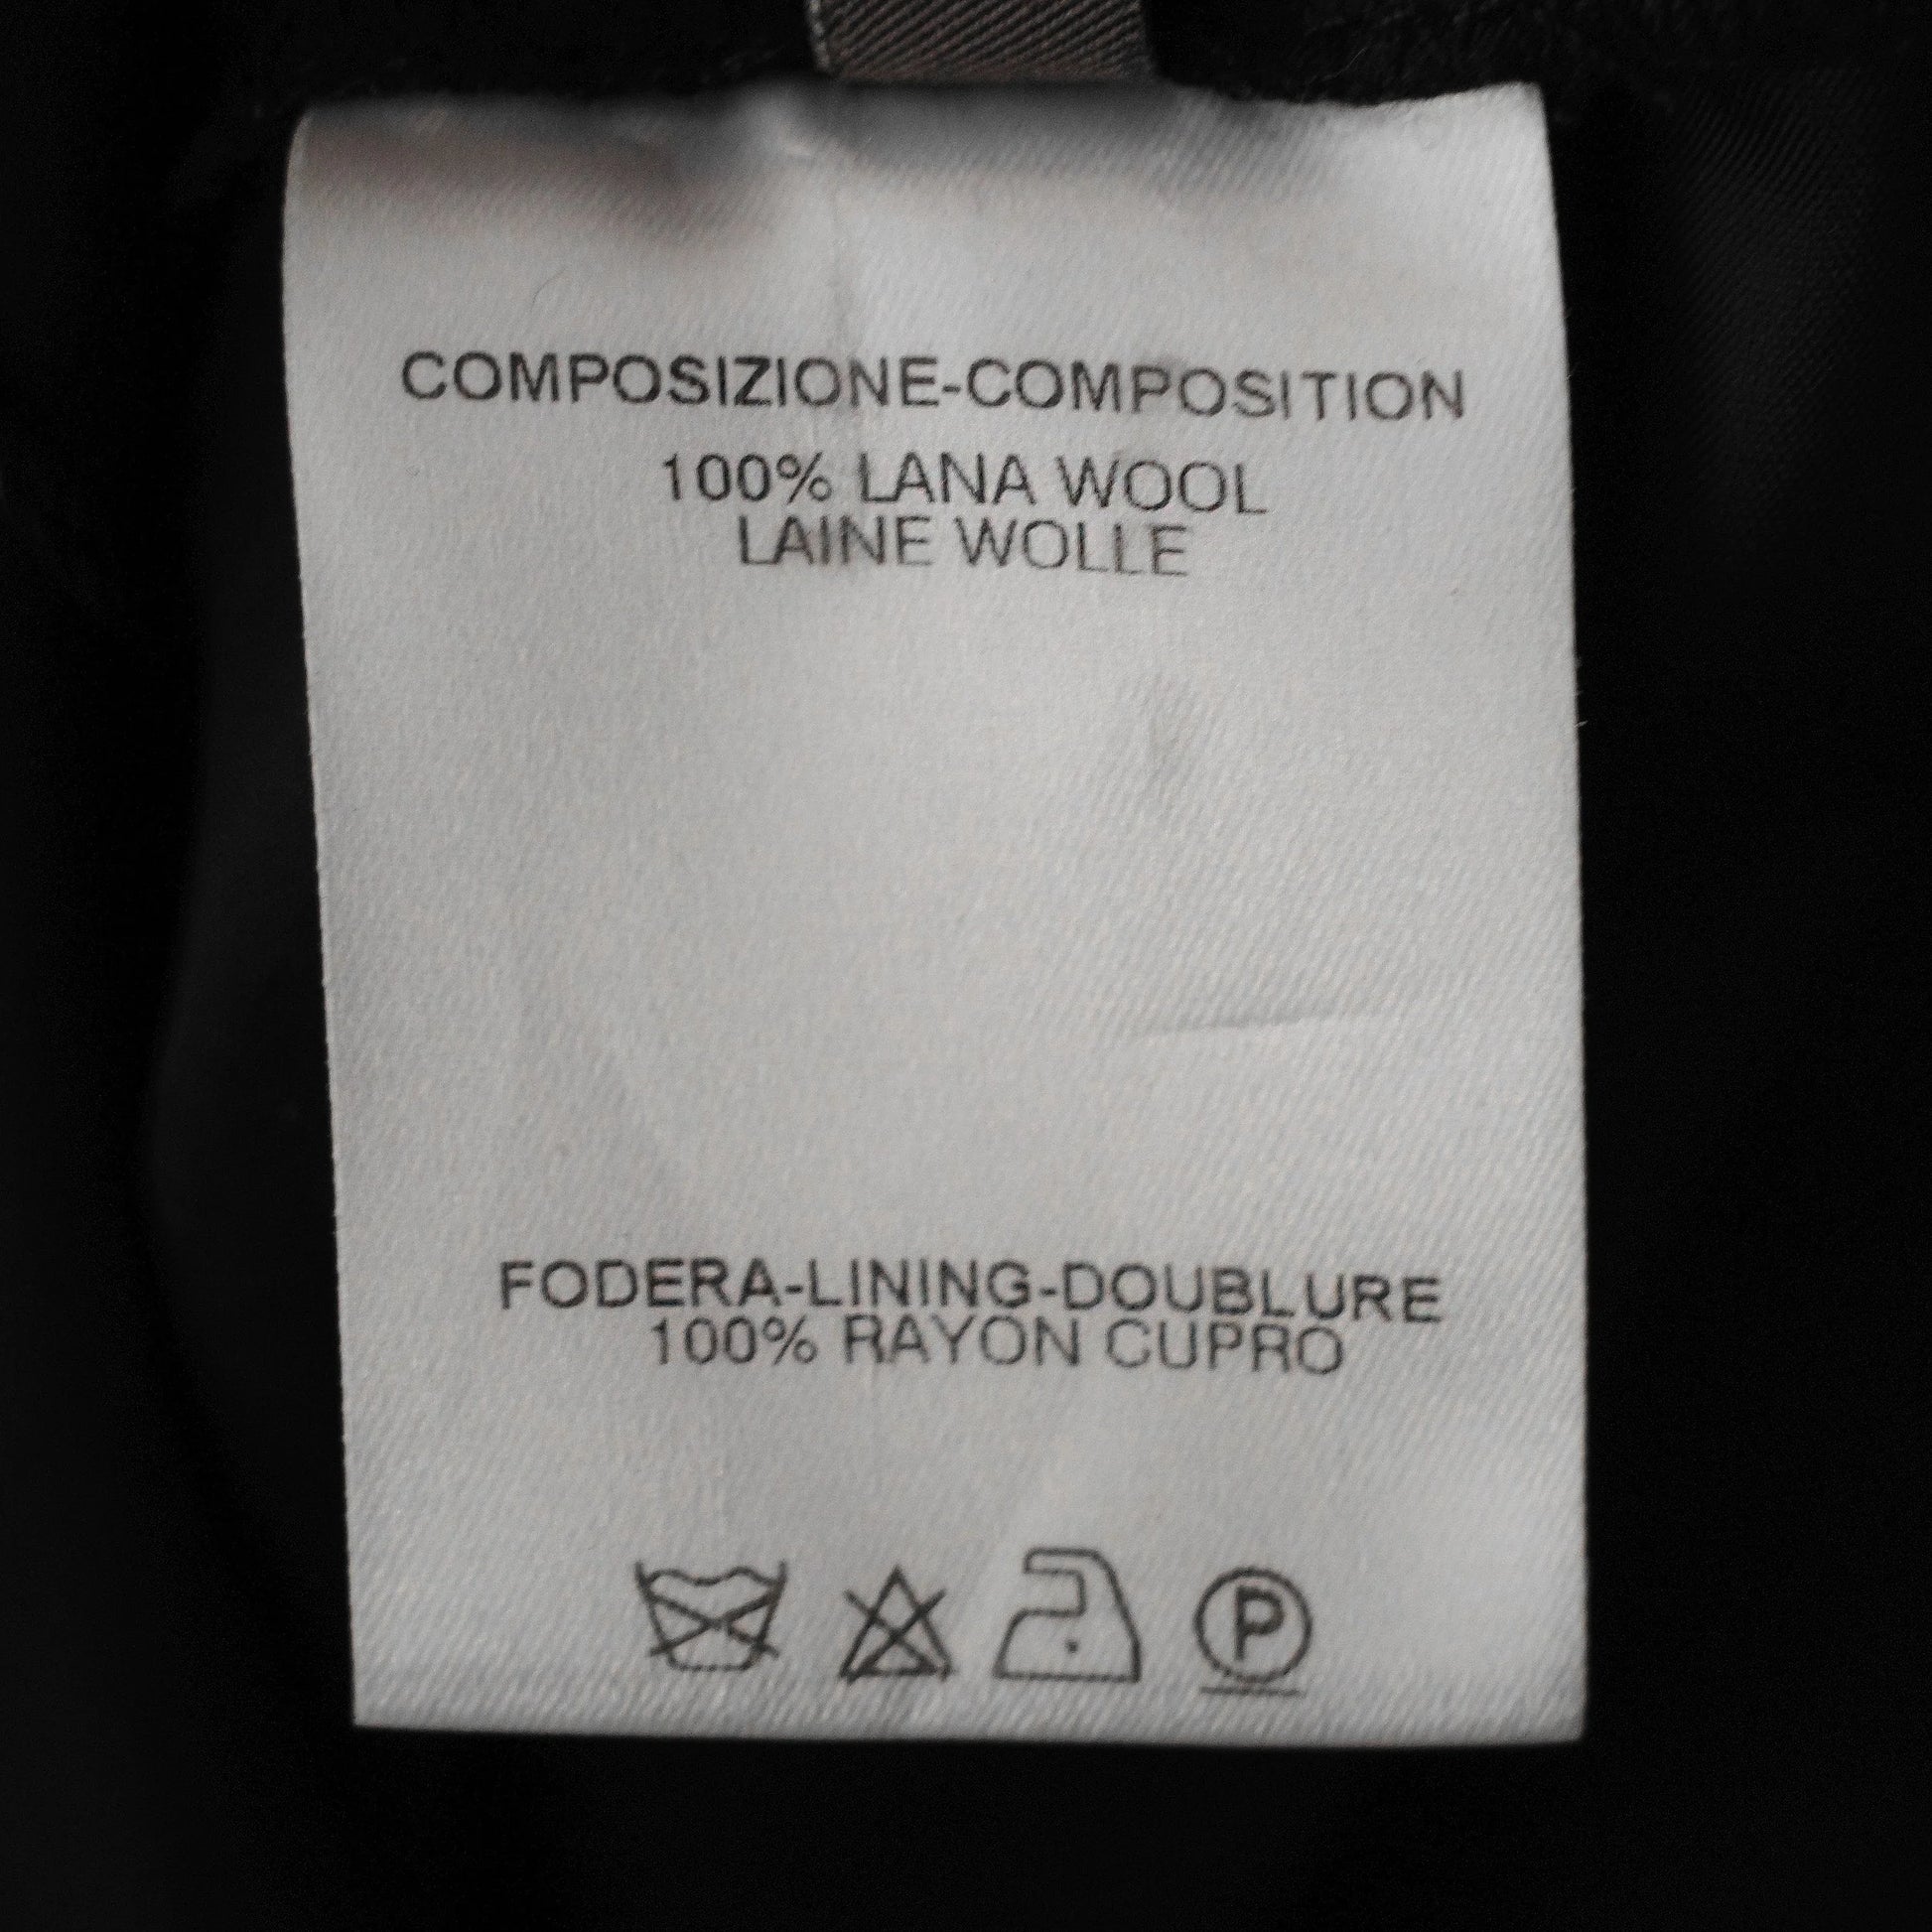 COMPOSIZIONE-COMPOSITION
100% LANA WOOL
LAINE WOLLE
FODERA-LINING-DOUBLURE
100% RAYON CUPRO
P